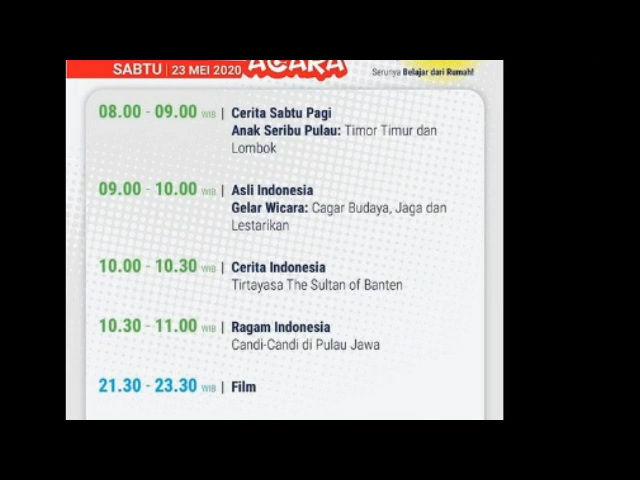 SABTU | 23 MEI 2020 ACARA Serunya Belajar dari Rumah!
08.00 - 09.00 WIB | Cerita Sabtu Pagi
Anak Seribu Pulau: Timor Timur dan
Lombok
09.00 - 10.00 WIB | Asli Indonesia
Gelar Wicara: Cagar Budaya, Jaga dan
Lestarikan
10.00 - 10.30 WIB | Cerita Indonesia
Tirtayasa The Sultan of Banten
10.30 - 11.00 WIB | Ragam Indonesia
Candi-Candi di Pulau Jawa
21.30 - 23.30 WIB | Film